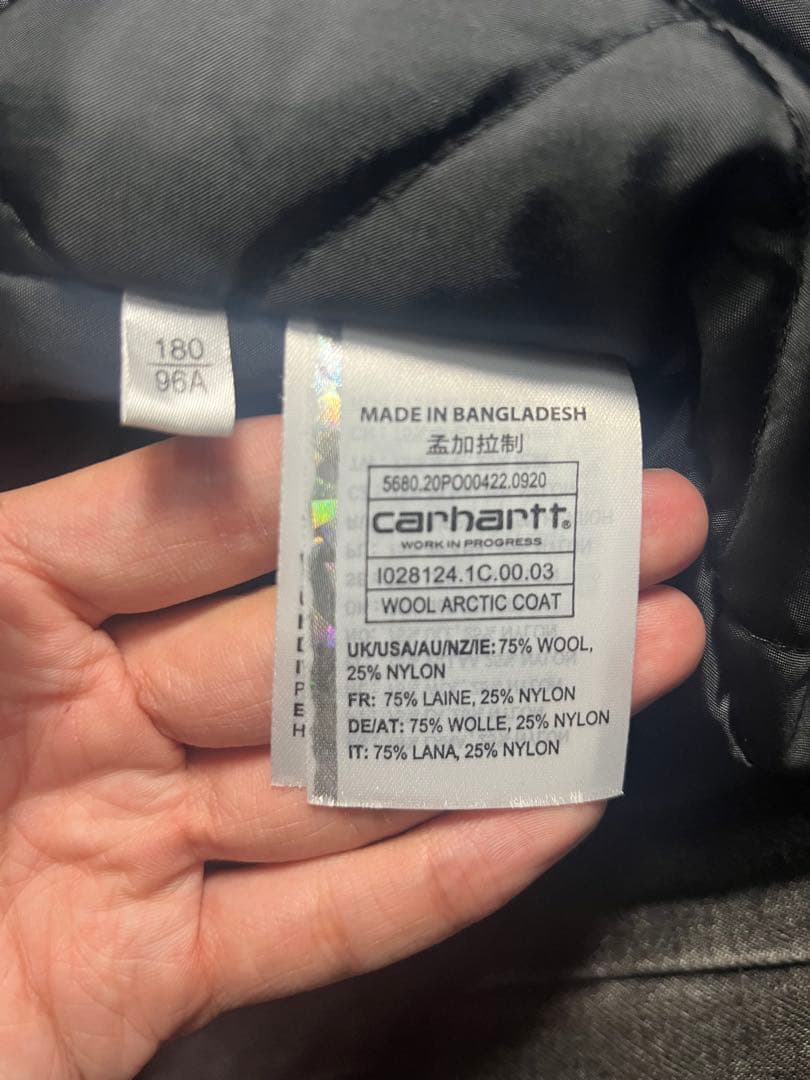 180
96A
MADE IN BANGLADESH
孟加拉制
5680.20PO00422.0920
carhartt®
WORK IN PROGRESS
I028124.1C.00.03
WOOL ARCTIC COAT
UK/USA/AU/NZ/IE: 75% WOOL,
25% NYLON
FR: 75% LAINE, 25% NYLON
DE/AT: 75% WOLLE, 25% NYLON
IT: 75% LANA, 25% NYLON